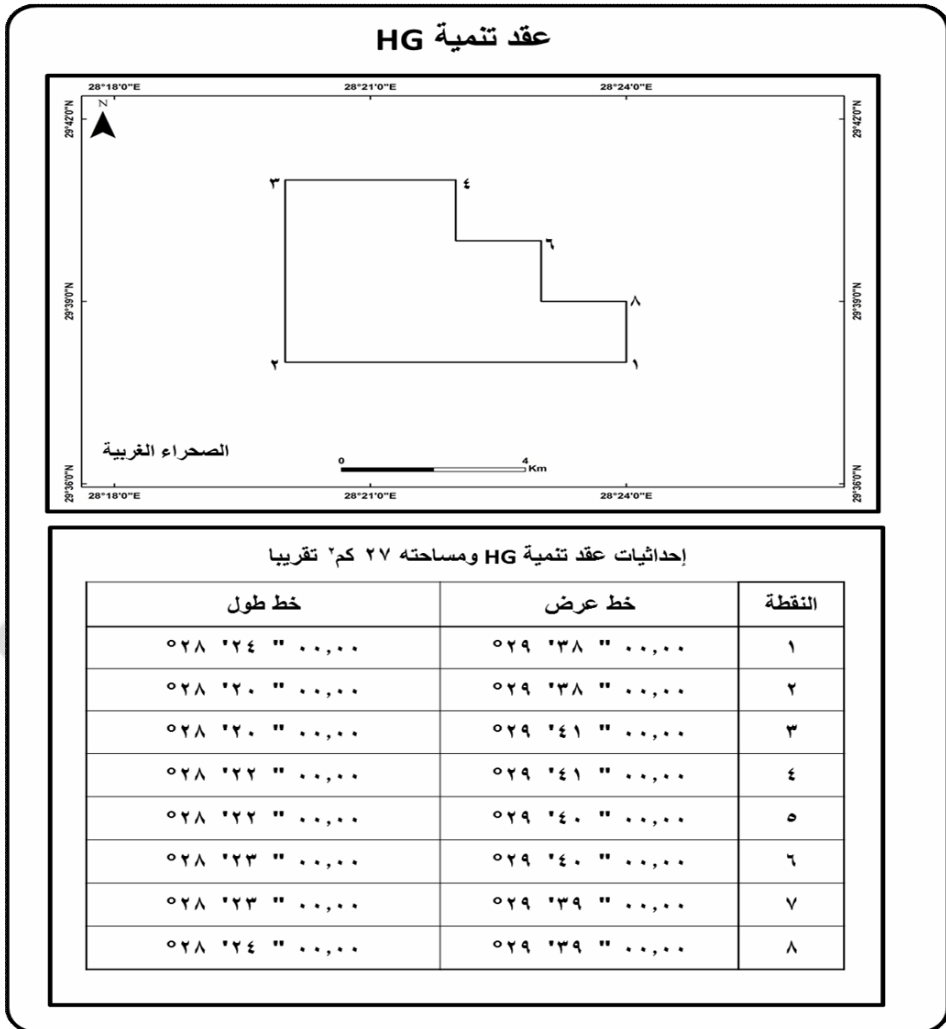 عقد تنمية HG
28°18'0"E 28°21'0"E 28°24'0"E
29°42'0"N 29°42'0"N
N
٣ ٤
٦
29°39'0"N ٨ 29°39'0"N
٢ ١
الصحراء الغربية
0 4
Km
29°36'0"N 29°36'0"N
28°18'0"E 28°21'0"E 28°24'0"E
إحداثيات عقد تنمية HG ومساحته ٢٧ كم٢ تقريبا
النقطة خط عرض خط طول
١ ٠٠,٠٠ " ٣٨' ٢٩° ٠٠,٠٠ " ٢٤' ٢٨°
٢ ٠٠,٠٠ " ٣٨' ٢٩° ٠٠,٠٠ " ٢٠' ٢٨°
٣ ٠٠,٠٠ " ٤١' ٢٩° ٠٠,٠٠ " ٢٠' ٢٨°
٤ ٠٠,٠٠ " ٤١' ٢٩° ٠٠,٠٠ " ٢٢' ٢٨°
٥ ٠٠,٠٠ " ٤٠' ٢٩° ٠٠,٠٠ " ٢٢' ٢٨°
٦ ٠٠,٠٠ " ٤٠' ٢٩° ٠٠,٠٠ " ٢٣' ٢٨°
٧ ٠٠,٠٠ " ٣٩' ٢٩° ٠٠,٠٠ " ٢٣' ٢٨°
٨ ٠٠,٠٠ " ٣٩' ٢٩° ٠٠,٠٠ " ٢٤' ٢٨°